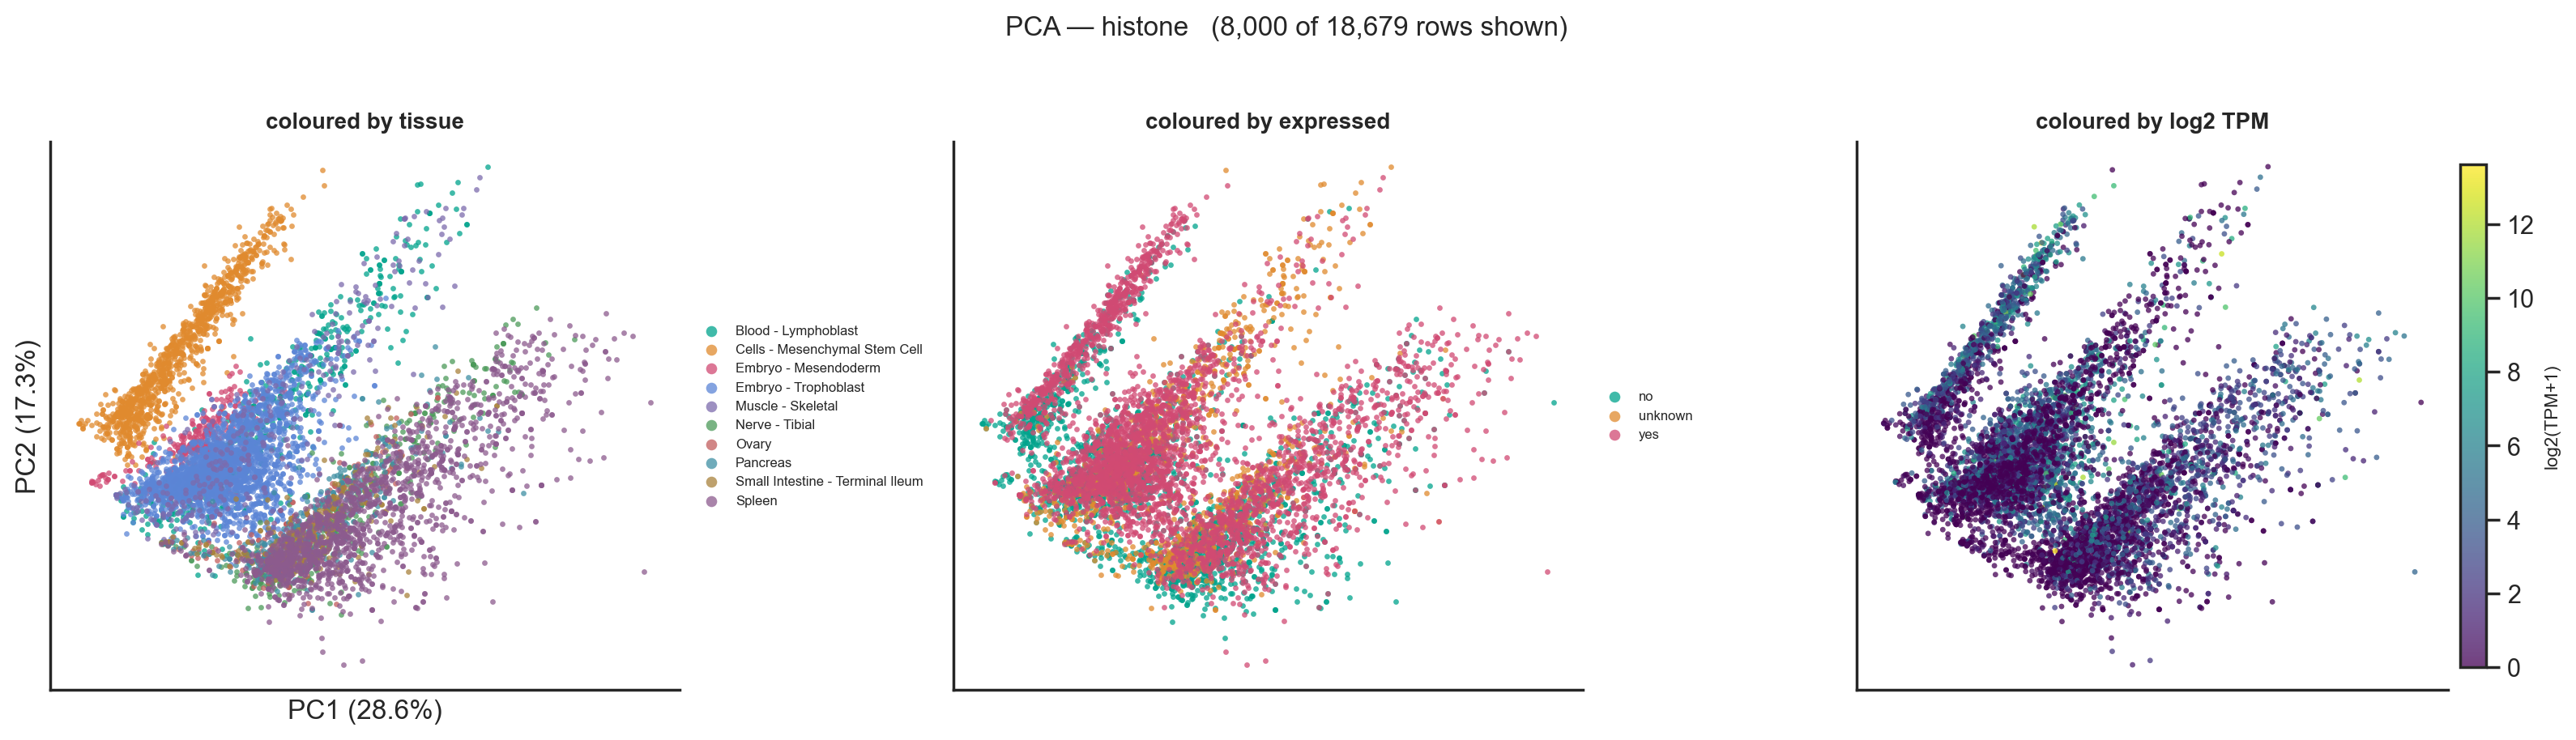 PCA — histone   (8,000 of 18,679 rows shown)
coloured by tissue
PC2 (17.3%)
PC1 (28.6%)
Blood - Lymphoblast
Cells - Mesenchymal Stem Cell
Embryo - Mesendoderm
Embryo - Trophoblast
Muscle - Skeletal
Nerve - Tibial
Ovary
Pancreas
Small Intestine - Terminal Ileum
Spleen
coloured by expressed
no
unknown
yes
coloured by log2 TPM
12
10
8
6
4
2
0
log2(TPM+1)